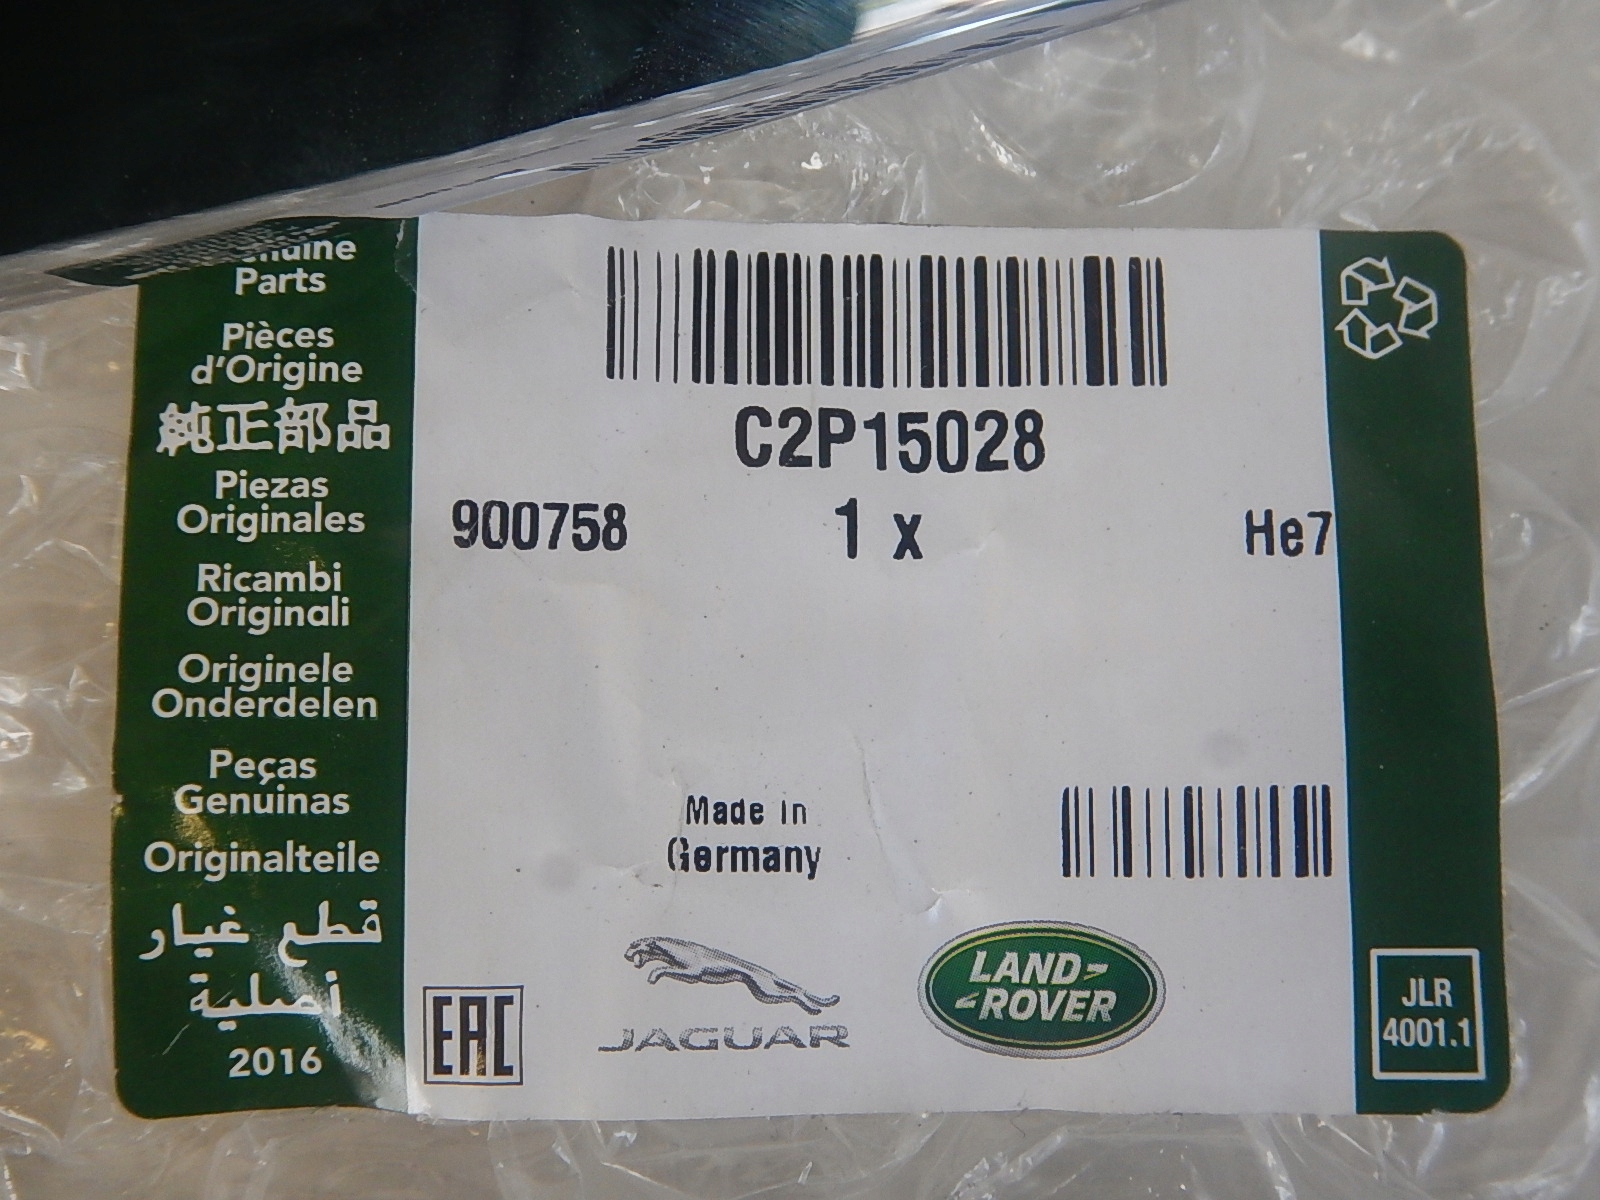 Parts
Pièces
d'Origine
純正部品
Piezas
Originales
Ricambi
Originali
Originele
Onderdelen
Peças
Genuinas
Originalteile
قطع غيار
أصلية
2016
C2P15028
900758 1 x He7
Made in
Germany
EAC
JAGUAR
LAND-
-ROVER
JLR
4001.1